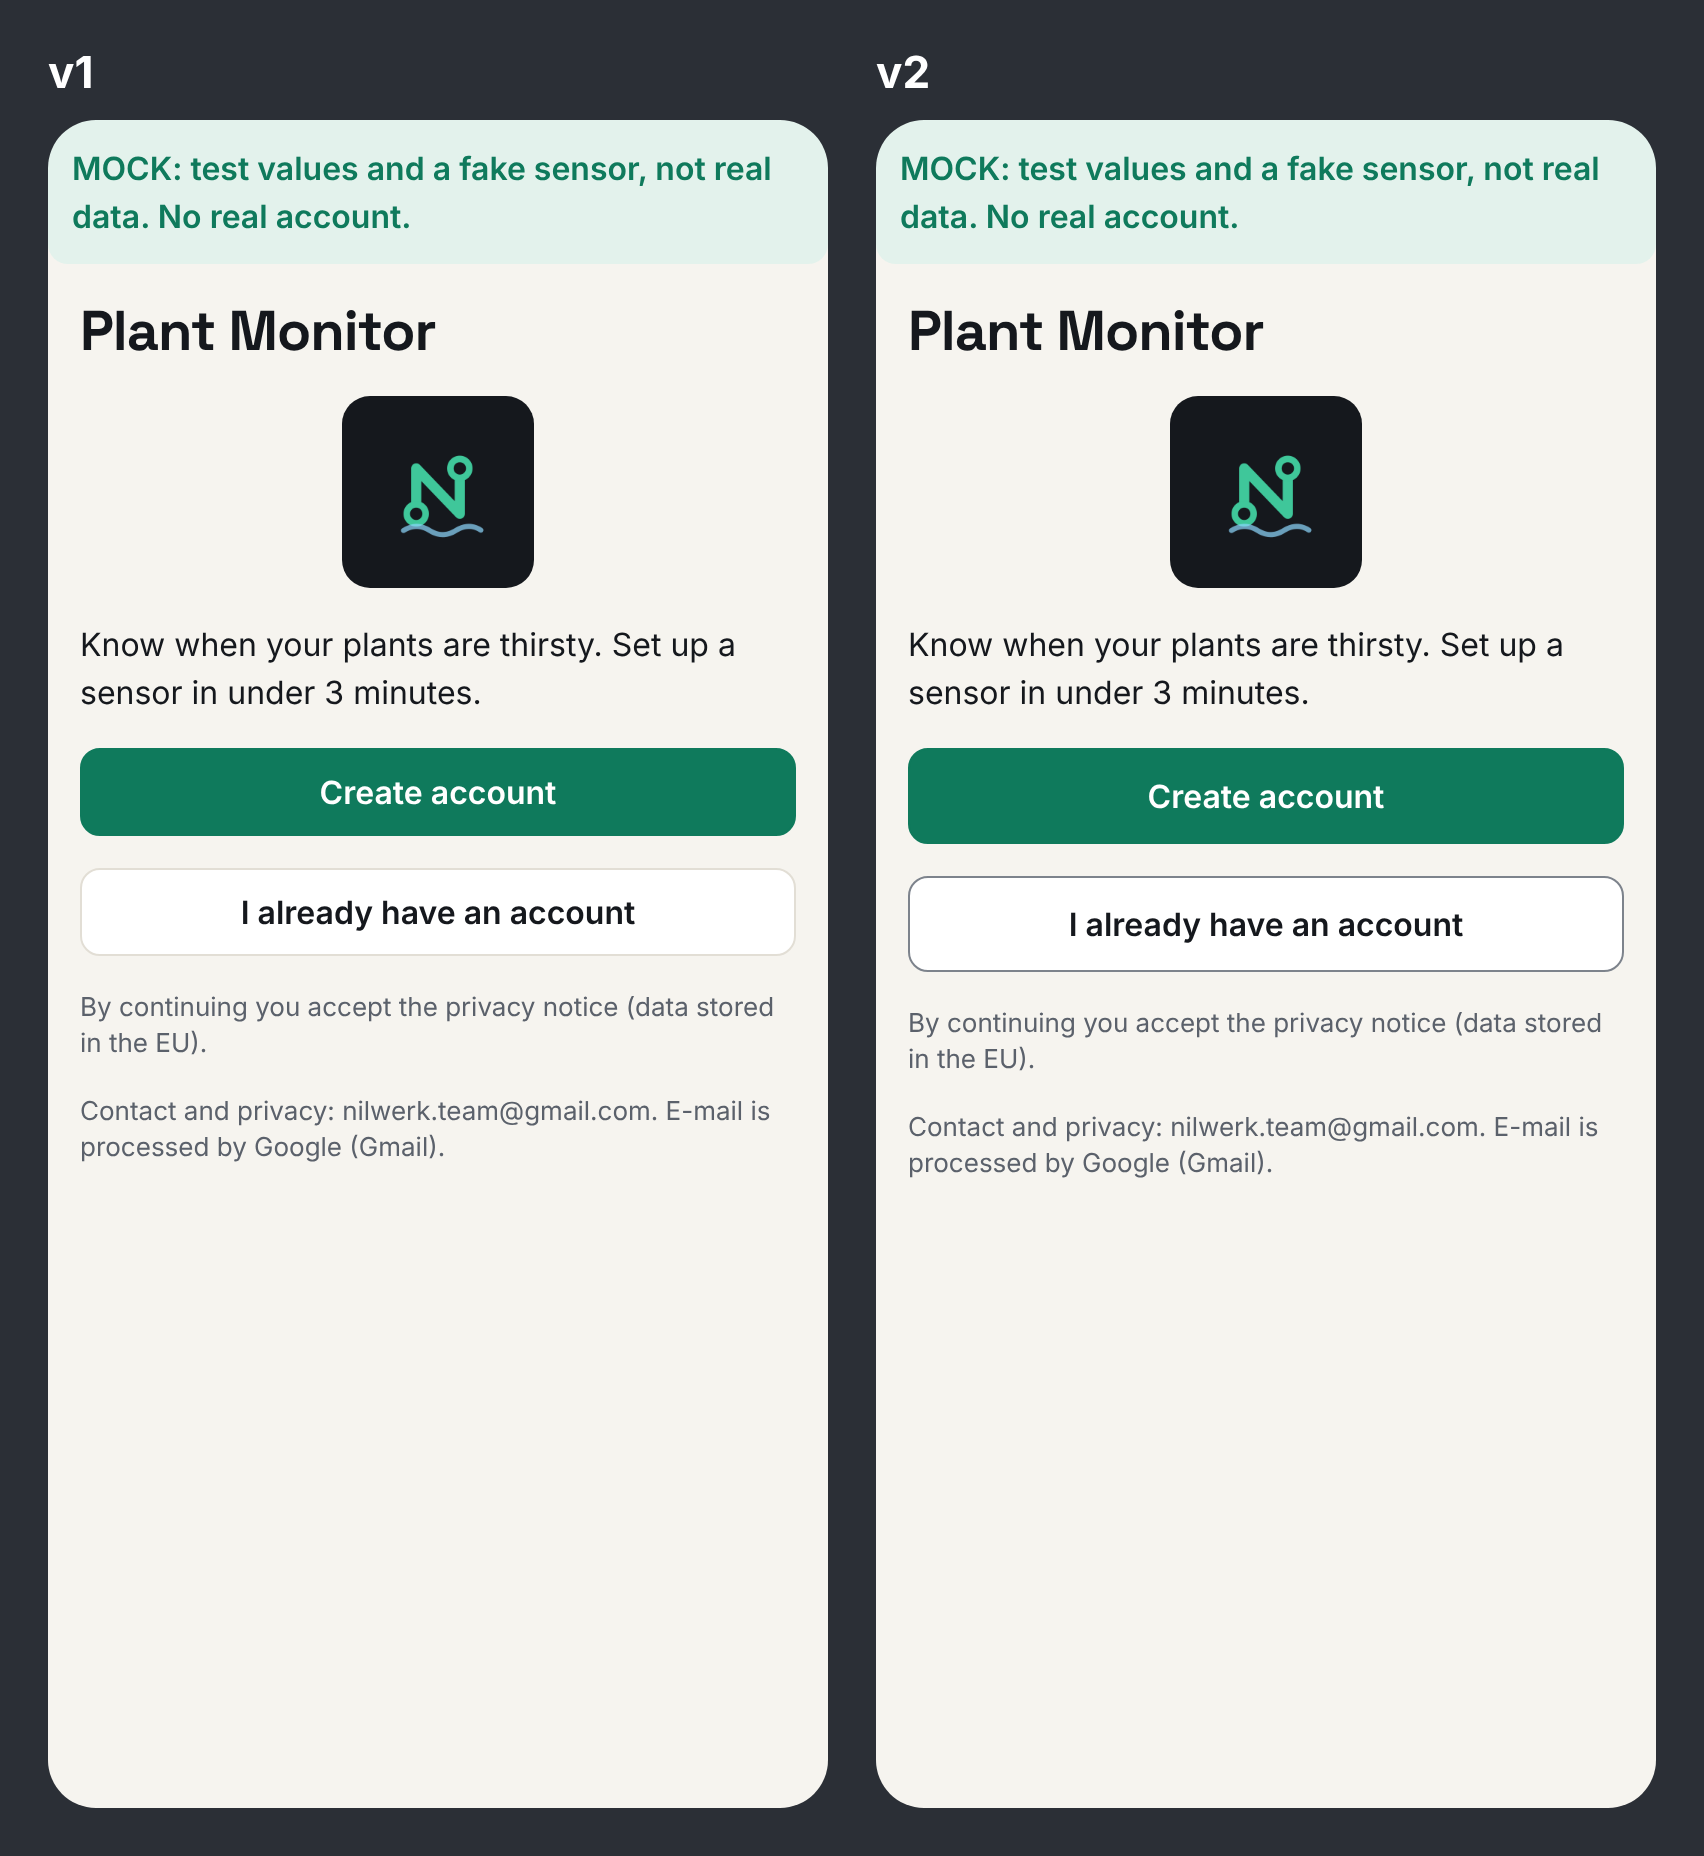 v1
MOCK: test values and a fake sensor, not real
data. No real account.
Plant Monitor
Know when your plants are thirsty. Set up a
sensor in under 3 minutes.
Create account
I already have an account
By continuing you accept the privacy notice (data stored
in the EU).
Contact and privacy: nilwerk.team@gmail.com. E-mail is
processed by Google (Gmail).
v2
MOCK: test values and a fake sensor, not real
data. No real account.
Plant Monitor
Know when your plants are thirsty. Set up a
sensor in under 3 minutes.
Create account
I already have an account
By continuing you accept the privacy notice (data stored
in the EU).
Contact and privacy: nilwerk.team@gmail.com. E-mail is
processed by Google (Gmail).